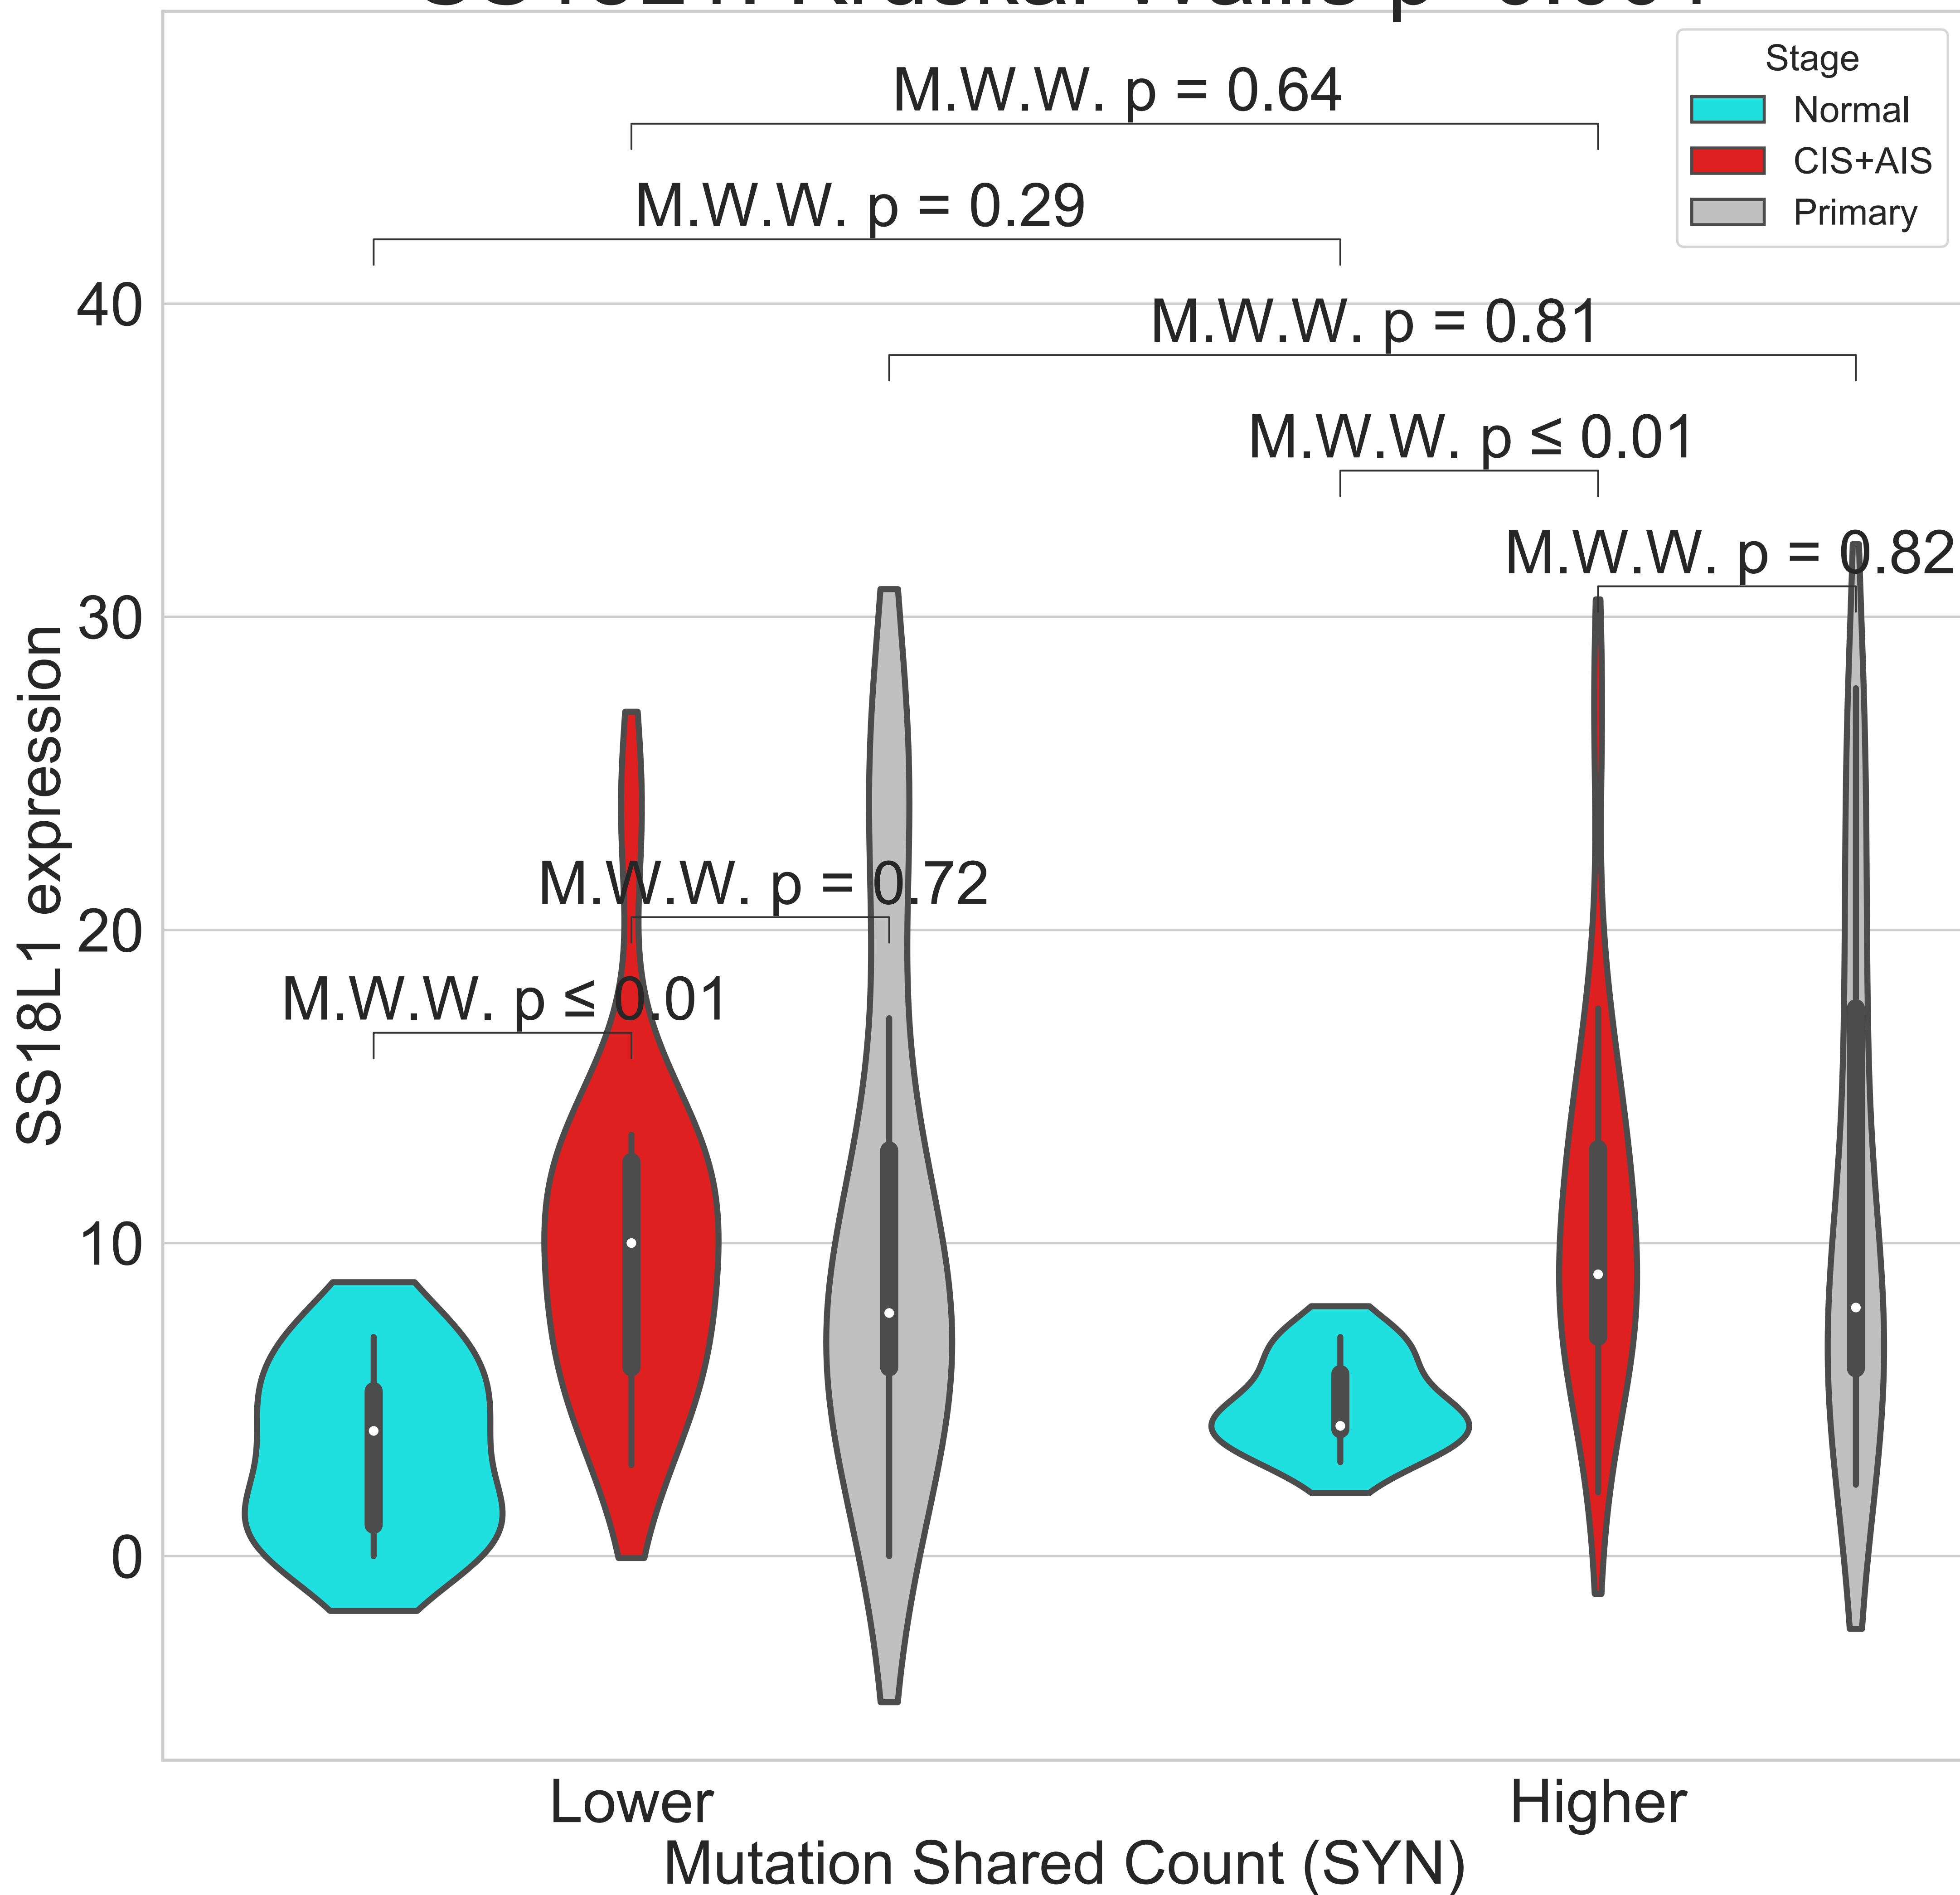 Stage
Normal
CIS+AIS
Primary
M.W.W. p = 0.64
M.W.W. p = 0.29
M.W.W. p = 0.81
M.W.W. p ≤ 0.01
M.W.W. p = 0.82
M.W.W. p = 0.72
M.W.W. p ≤ 0.01
40
30
20
10
0
SS18L1 expression
Lower
Higher
Mutation Shared Count (SYN)